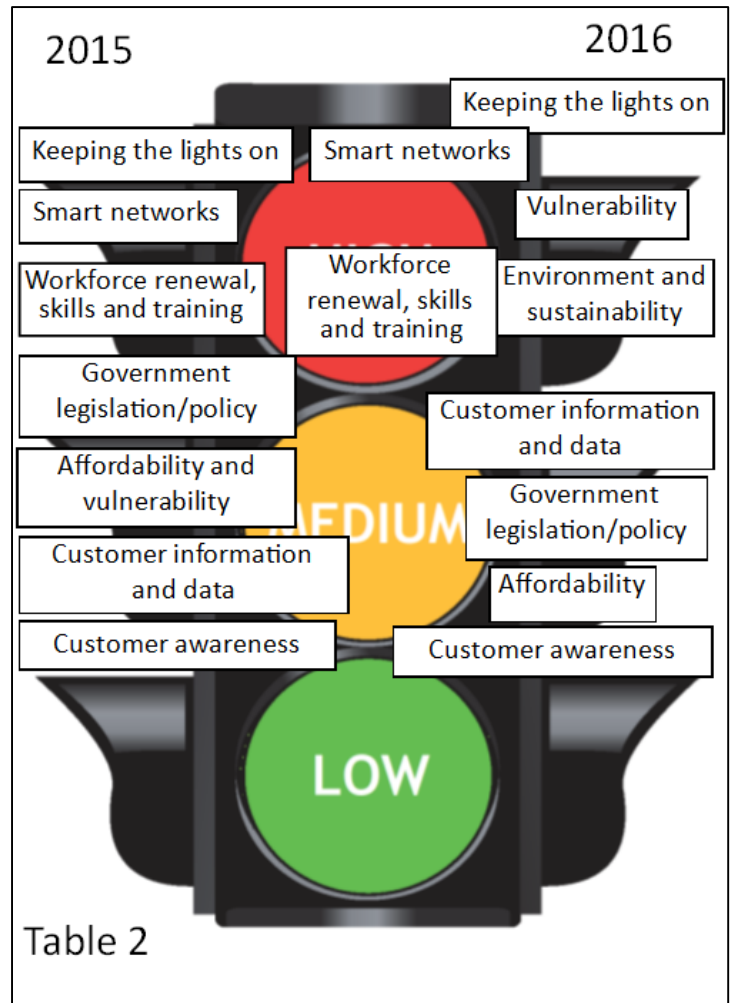 2015
2016
Keeping the lights on
Keeping the lights on
Smart networks
Smart networks
Vulnerability
Workforce renewal,
skills and training
Workforce
renewal, skills
and training
Environment and
sustainability
Government
legislation/policy
Customer information
and data
Affordability and
vulnerability
MEDIUM
Government
legislation/policy
Customer information
and data
Affordability
Customer awareness
Customer awareness
LOW
Table 2